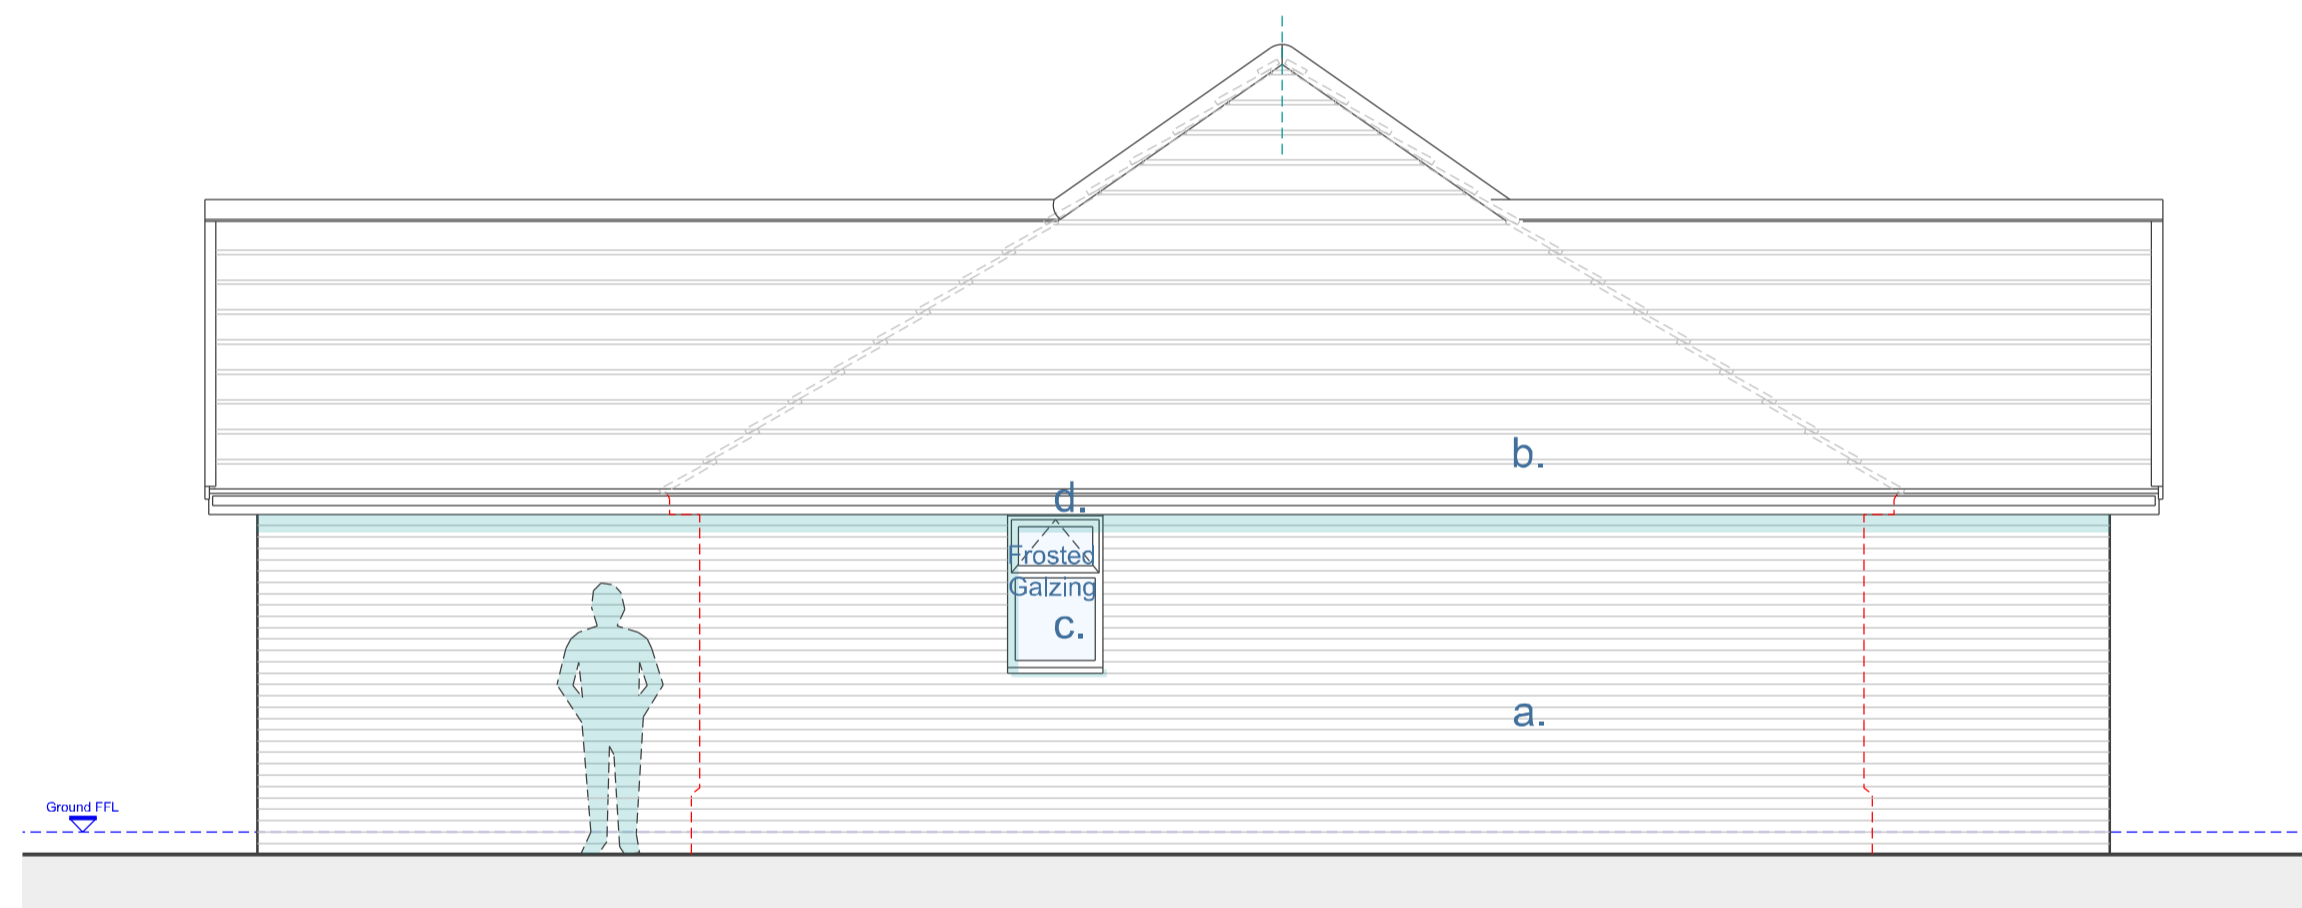 b.
d.
Frosted
Galzing
c.
a.
Ground FFL